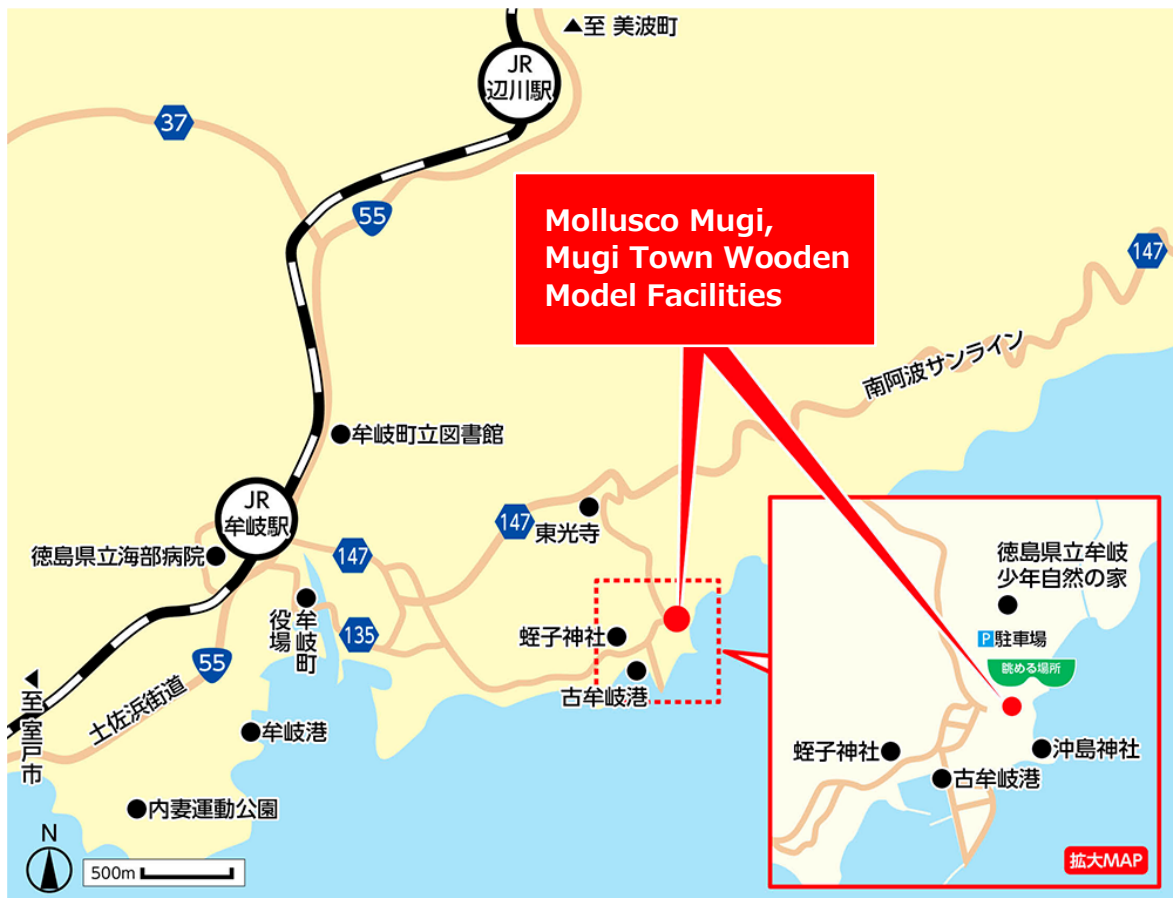 ▲至 美波町
JR
辺川駅
37
55
Mollusco Mugi,
Mugi Town Wooden
Model Facilities
147
南阿波サンライン
牟岐町立図書館
JR
牟岐駅
147
東光寺
徳島県立海部病院
147
牟岐町
役場
135
蛭子神社
古牟岐港
55
土佐浜街道
▲至室戸市
牟岐港
内妻運動公園
N
500m
徳島県立牟岐
少年自然の家
P駐車場
眺める場所
蛭子神社
沖島神社
古牟岐港
拡大MAP